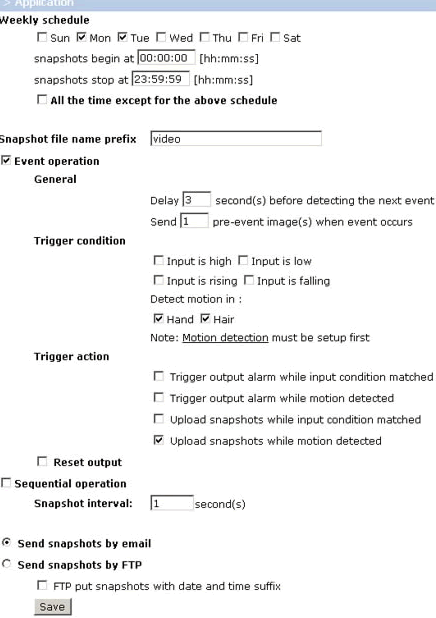 > Application
Weekly schedule
Sun Mon Tue Wed Thu Fri Sat
snapshots begin at 00:00:00 [hh:mm:ss]
snapshots stop at 23:59:59 [hh:mm:ss]
All the time except for the above schedule
Snapshot file name prefix video
Event operation
General
Delay 3 second(s) before detecting the next event
Send 1 pre-event image(s) when event occurs
Trigger condition
Input is high Input is low
Input is rising Input is falling
Detect motion in :
Hand Hair
Note: Motion detection must be setup first
Trigger action
Trigger output alarm while input condition matched
Trigger output alarm while motion detected
Upload snapshots while input condition matched
Upload snapshots while motion detected
Reset output
Sequential operation
Snapshot interval: 1 second(s)
Send snapshots by email
Send snapshots by FTP
FTP put snapshots with date and time suffix
Save